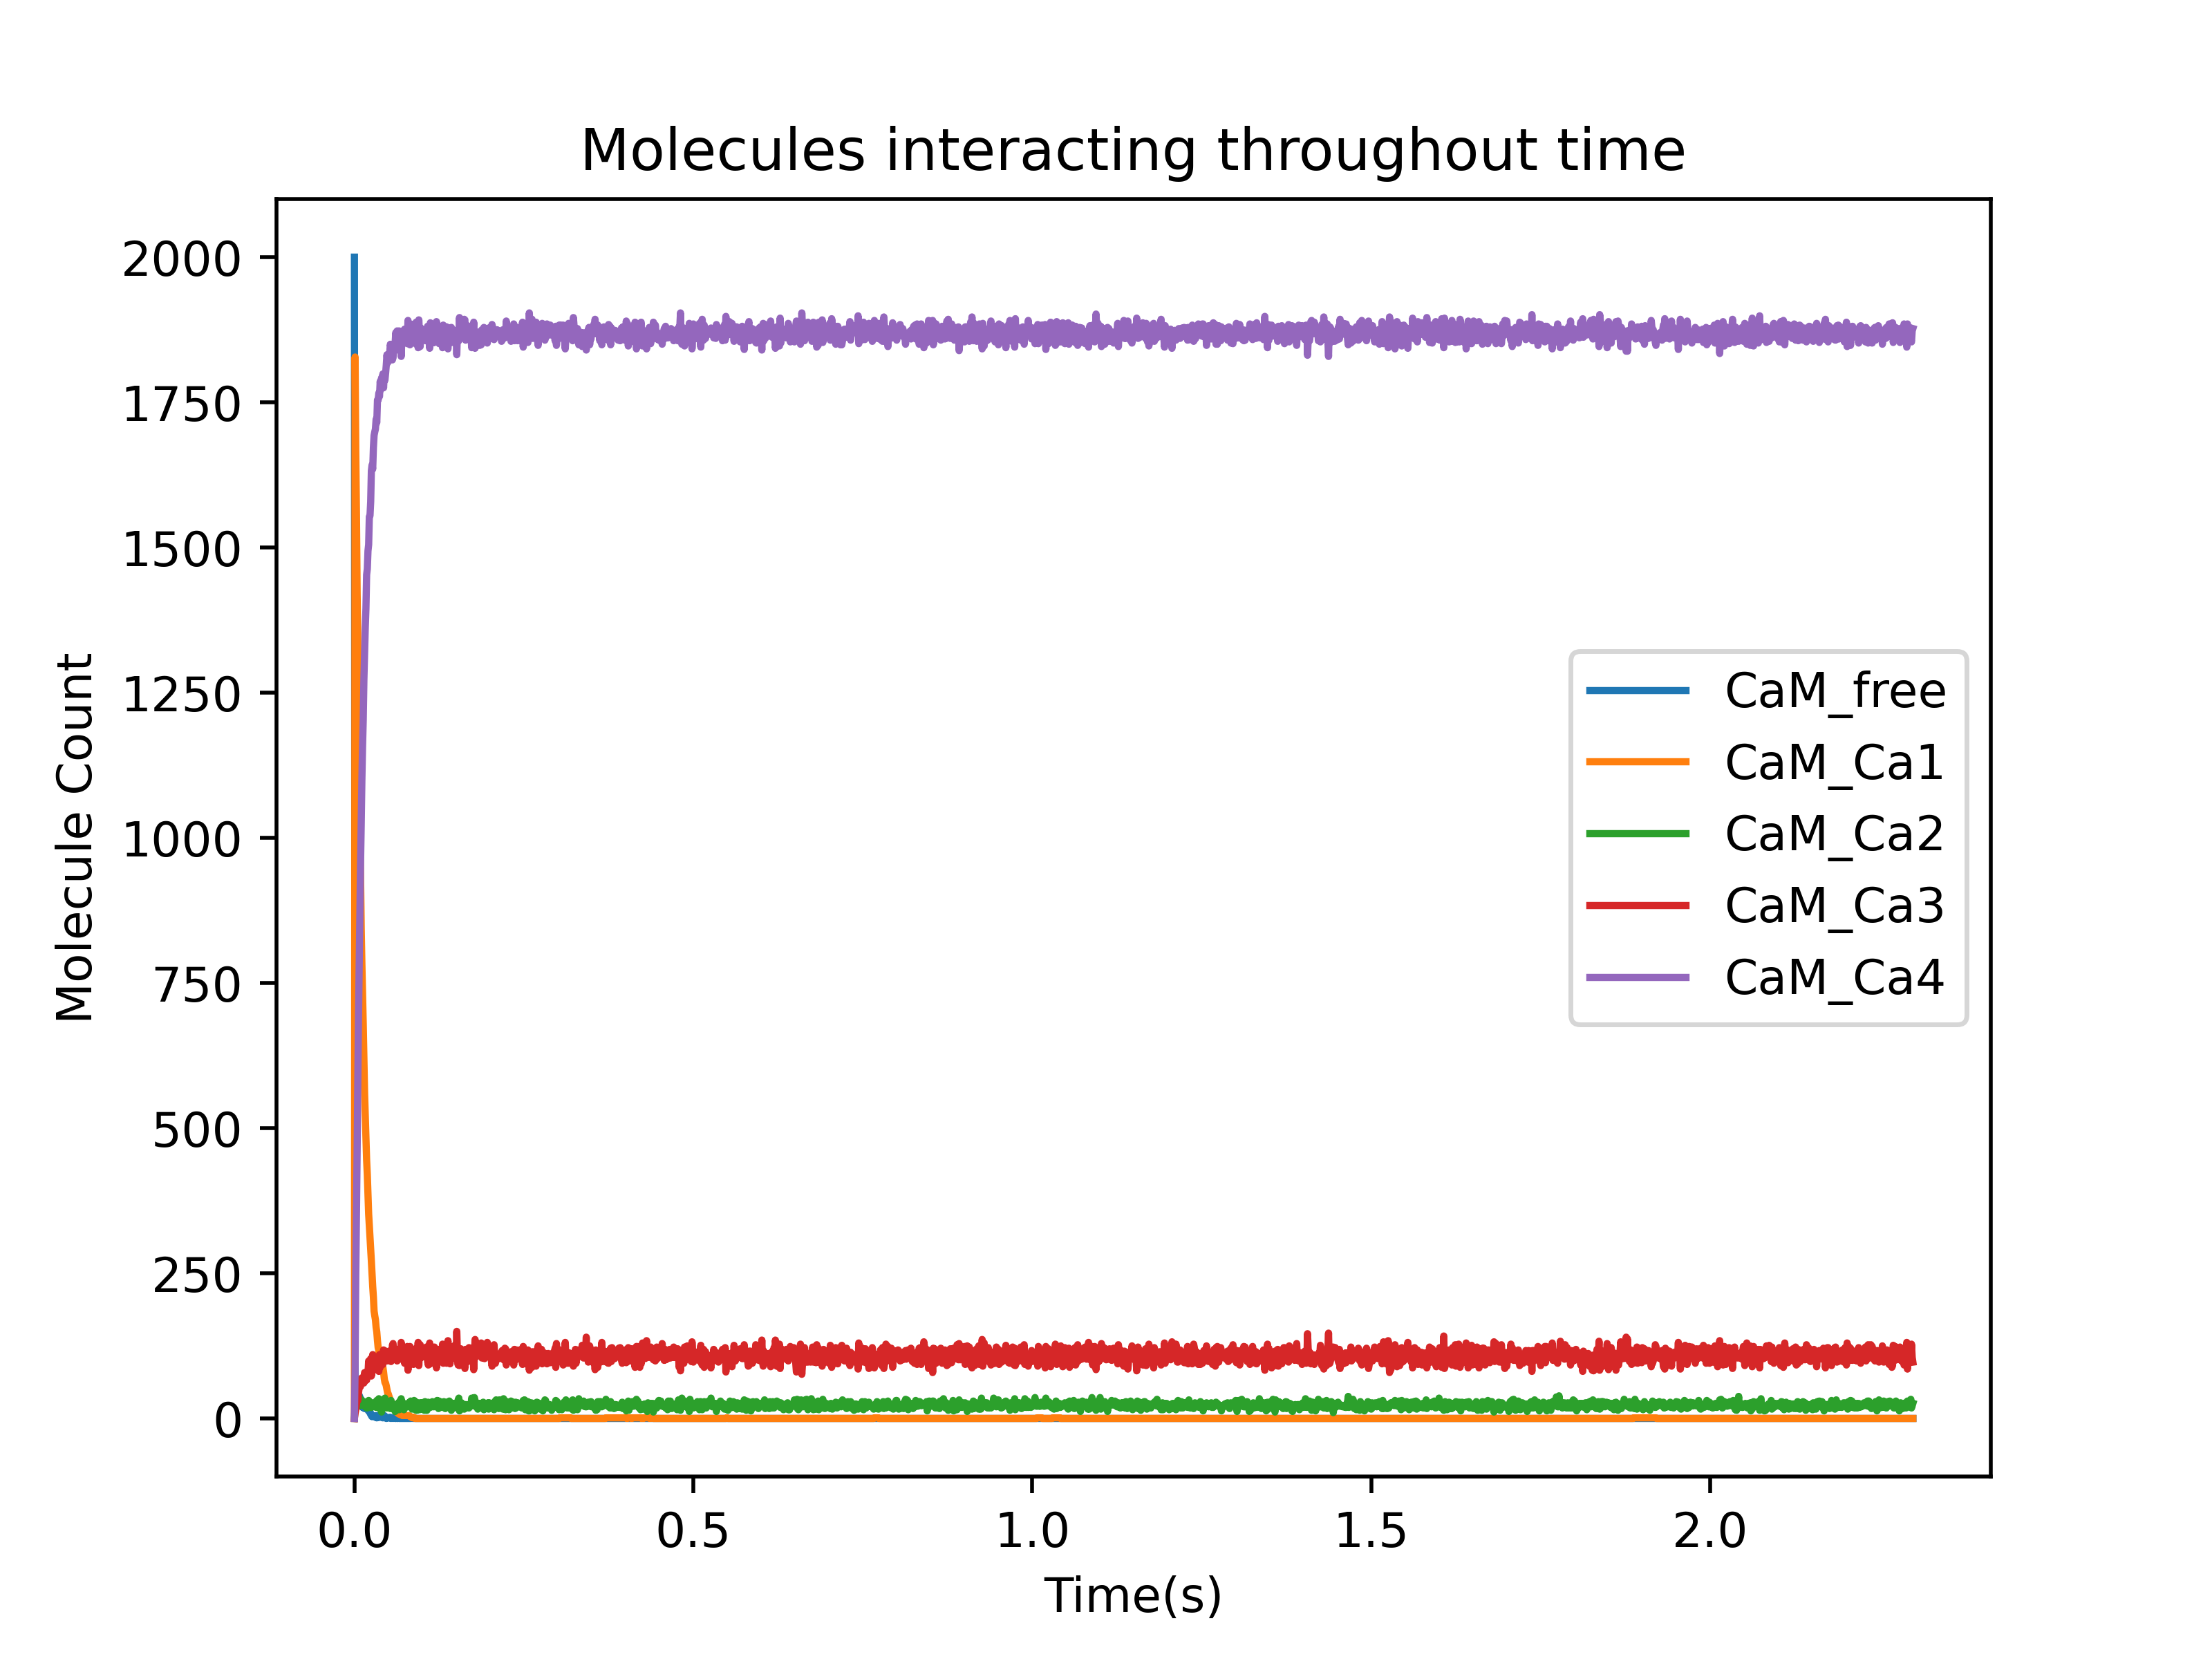 Molecules interacting throughout time
Molecule Count
2000
1750
1500
1250
1000
750
500
250
0
CaM_free
CaM_Ca1
CaM_Ca2
CaM_Ca3
CaM_Ca4
0.0 0.5 1.0 1.5 2.0
Time(s)